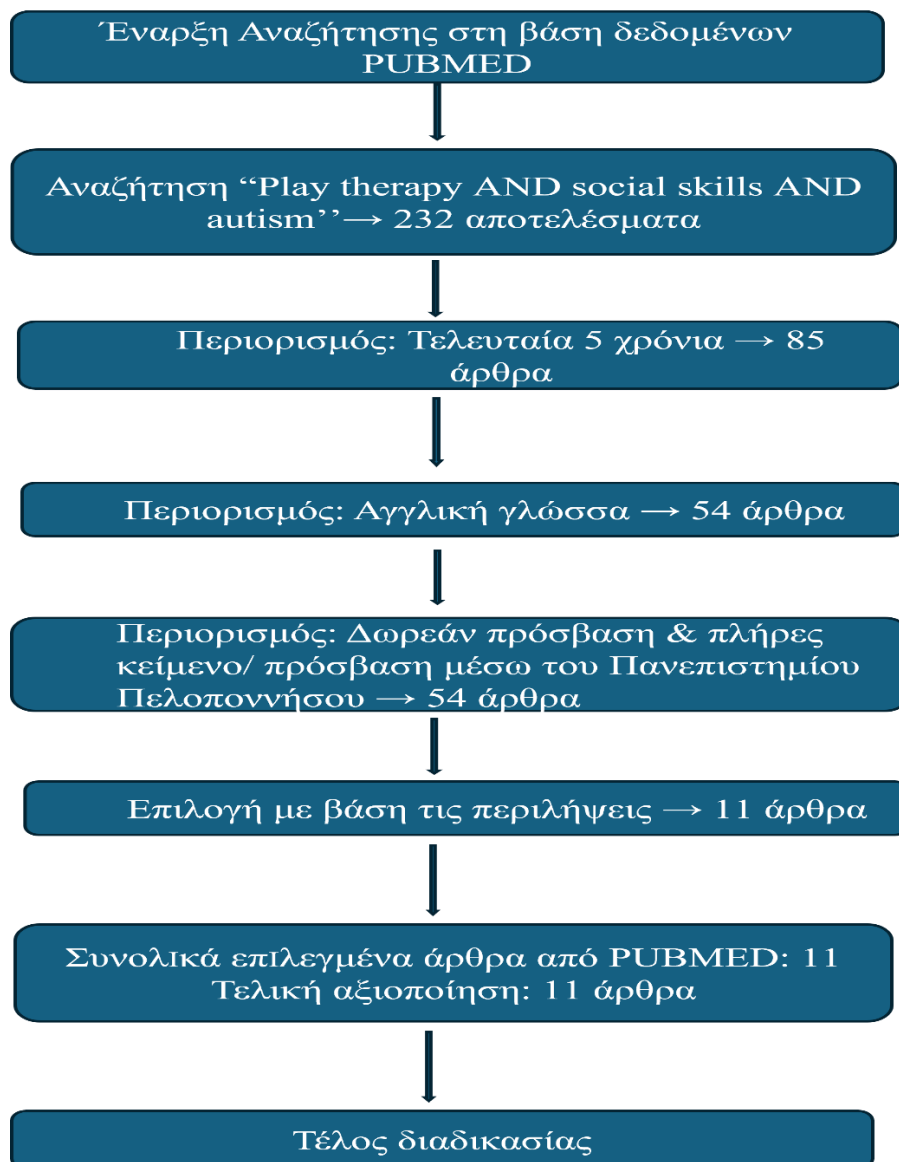 Έναρξη Αναζήτησης στη βάση δεδομένων
PUBMED
Αναζήτηση “Play therapy AND social skills AND
autism’’→ 232 αποτελέσματα
Περιορισμός: Τελευταία 5 χρόνια → 85
άρθρα
Περιορισμός: Αγγλική γλώσσα → 54 άρθρα
Περιορισμός: Δωρεάν πρόσβαση & πλήρες
κείμενο/ πρόσβαση μέσω του Πανεπιστημίου
Πελοποννήσου → 54 άρθρα
Επιλογή με βάση τις περιλήψεις → 11 άρθρα
Συνολικά επιλεγμένα άρθρα από PUBMED: 11
Τελική αξιοποίηση: 11 άρθρα
Τέλος διαδικασίας